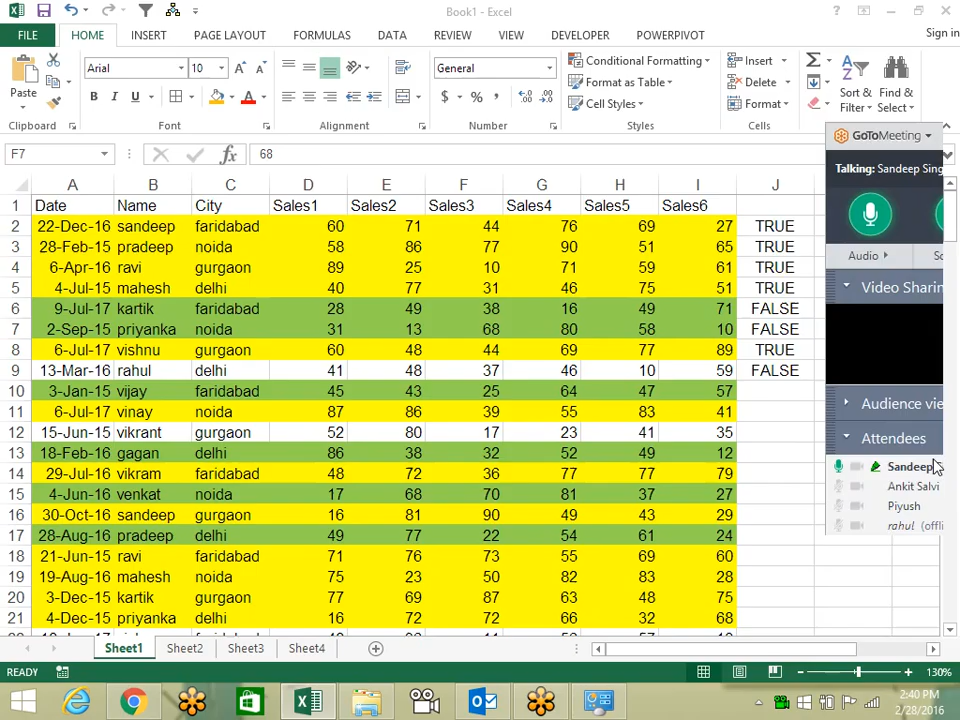 Book1 - Excel
Sign in
FILE HOME INSERT PAGE LAYOUT FORMULAS DATA REVIEW VIEW DEVELOPER POWERPIVOT
Paste
Arial 10
B I U
General
$ % ,
Conditional Formatting
Format as Table
Cell Styles
Insert
Delete
Format
Sort & Filter
Find & Select
Clipboard Font Alignment Number Styles Cells
F7 fx 68
A B C D E F G H I J
1 Date Name City Sales1 Sales2 Sales3 Sales4 Sales5 Sales6
2 22-Dec-16 sandeep faridabad 60 71 44 76 69 27 TRUE
3 28-Feb-15 pradeep noida 58 86 77 90 51 65 TRUE
4 6-Apr-16 ravi gurgaon 89 25 10 71 59 61 TRUE
5 4-Jul-15 mahesh delhi 40 77 31 46 75 51 TRUE
6 9-Jul-17 kartik faridabad 28 49 38 16 49 71 FALSE
7 2-Sep-15 priyanka noida 31 13 68 80 58 10 FALSE
8 6-Jul-17 vishnu gurgaon 60 48 44 69 77 89 TRUE
9 13-Mar-16 rahul delhi 41 48 37 46 10 59 FALSE
10 3-Jan-15 vijay faridabad 45 43 25 64 47 57
11 6-Jul-17 vinay noida 87 86 39 55 83 41
12 15-Jun-15 vikrant gurgaon 52 80 17 23 41 35
13 18-Feb-16 gagan delhi 86 38 32 52 49 12
14 29-Jul-16 vikram faridabad 48 72 36 77 77 79
15 4-Jun-16 venkat noida 17 68 70 81 37 27
16 30-Oct-16 sandeep gurgaon 16 81 90 49 43 29
17 28-Aug-16 pradeep delhi 49 77 22 54 61 24
18 21-Jun-15 ravi faridabad 71 76 73 55 69 60
19 19-Aug-16 mahesh noida 75 23 50 82 83 28
20 3-Dec-15 kartik gurgaon 77 69 87 63 48 75
21 4-Dec-15 priyanka delhi 16 72 72 66 32 68
GoToMeeting
Talking: Sandeep Sing
Audio
Video Sharin
Audience vie
Attendees
Sandeep
Ankit Salvi
Piyush
rahul (offli
Sheet1 Sheet2 Sheet3 Sheet4
READY
130%
2:40 PM
2/28/2016